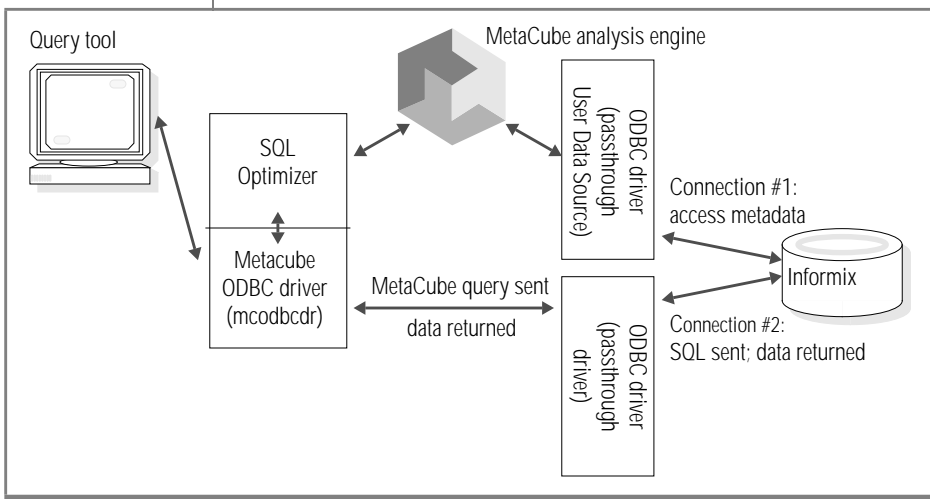 Query tool
MetaCube analysis engine
SQL
Optimizer
Metacube
ODBC driver
(mcodbcdr)
ODBC driver
(passthrough
User Data Source)
Connection #1:
access metadata
Informix
MetaCube query sent
data returned
ODBC driver
(passthrough
driver)
Connection #2:
SQL sent; data returned